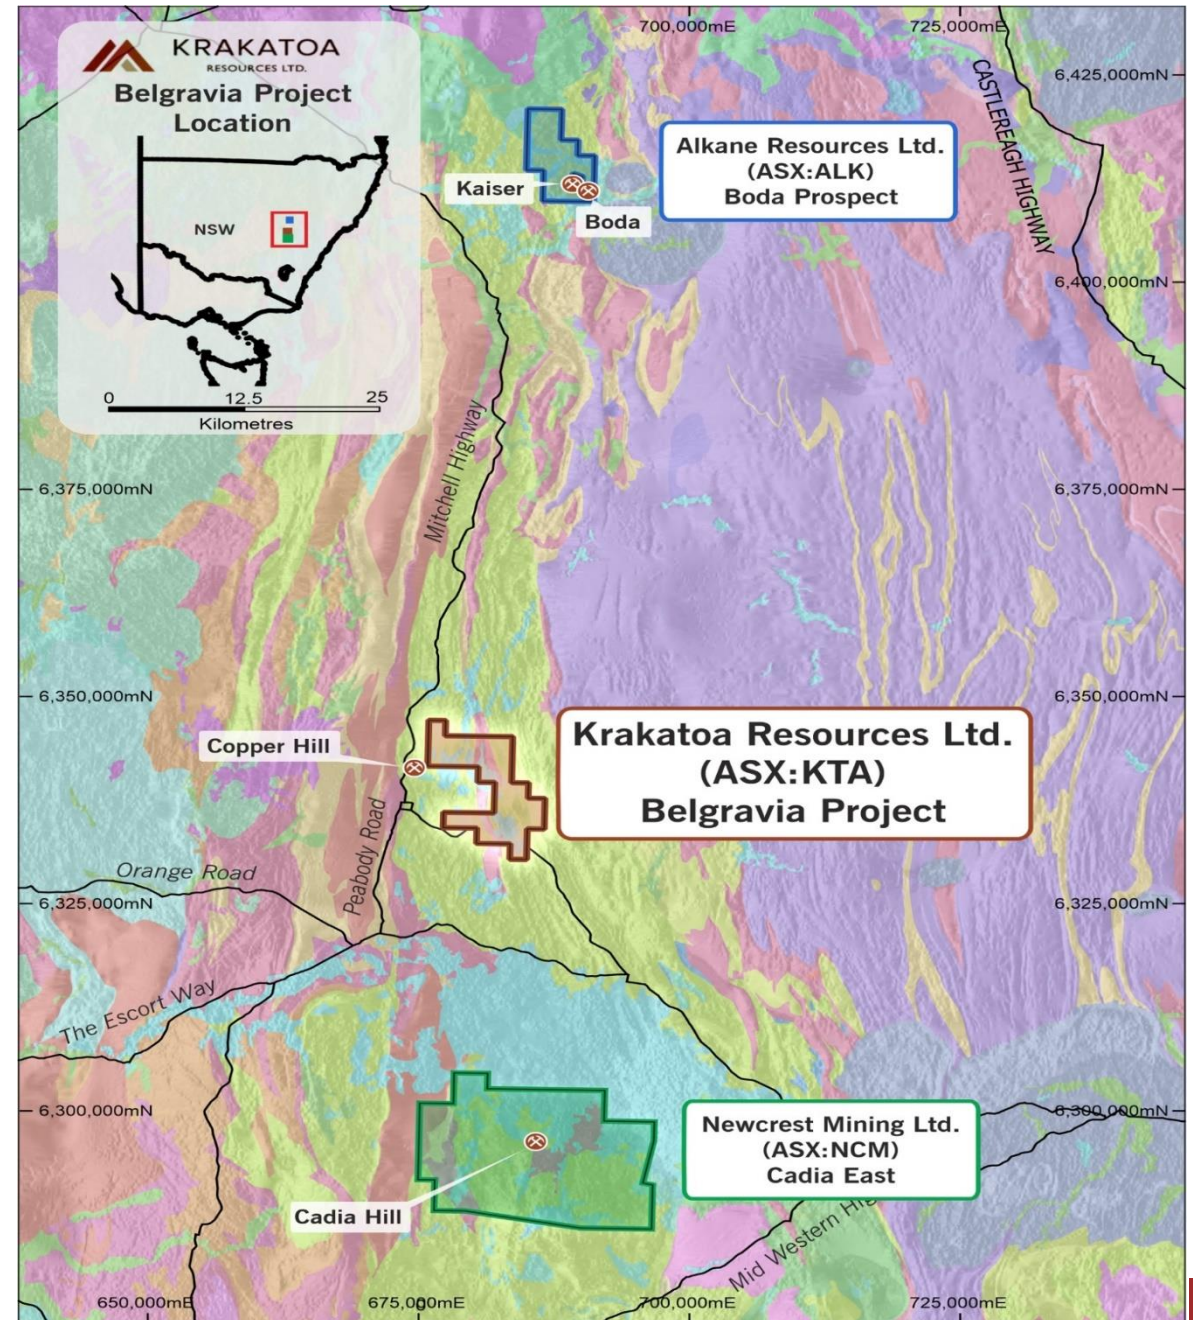 700,000mE
725,000mE
KRAKATOA
RESOURCES LTD.
Belgravia Project
Location
NSW
0
12.5
25
Kilometres
6,425,000mN
CASTLEREAGH HIGHWAY
Alkane Resources Ltd.
(ASX:ALK)
Boda Prospect
Kaiser
Boda
6,400,000mN
Mitchell Highway
6,375,000mN
6,375,000mN
6,350,000mN
6,350,000mN
Copper Hill
Krakatoa Resources Ltd.
(ASX:KTA)
Belgravia Project
Peabody Road
Orange Road
6,325,000mN
6,325,000mN
The Escort Way
6,300,000mN
6,300,000mN
Newcrest Mining Ltd.
(ASX:NCM)
Cadia East
Cadia Hill
Mid Western
650,000mE
675,000mE
700,000mE
725,000mE